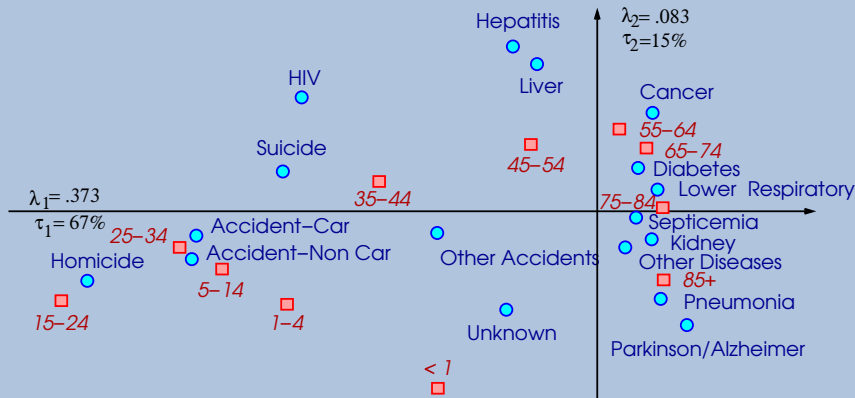 Hepatitis
λ₂ = .083
τ₂ = 15%
HIV
Liver
Cancer
55–64
Suicide
45–54
65–74
Diabetes
35–44
λ₁ = .373
Lower Respiratory
75–84
τ₁ = 67%
25–34
Accident–Car
Septicemia
Kidney
Accident–Non Car
Other Accidents
Other Diseases
Homicide
5–14
85+
15–24
1–4
Pneumonia
Unknown
Parkinson/Alzheimer
< 1